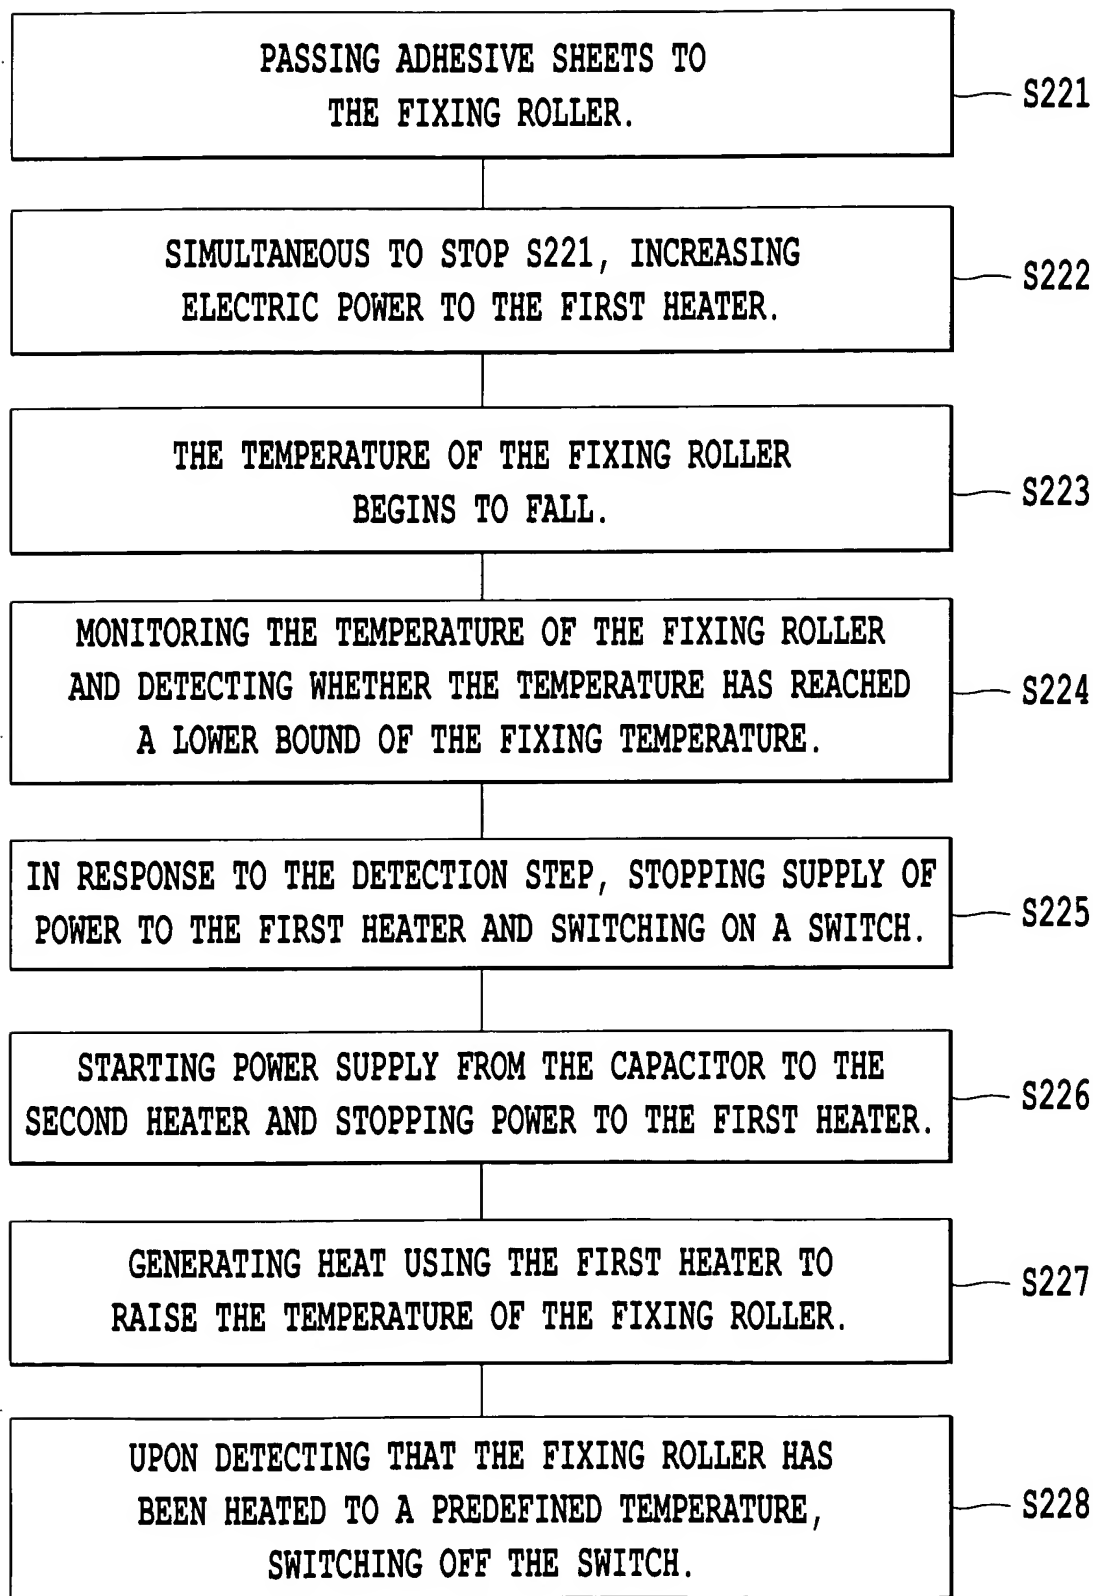 PASSING ADHESIVE SHEETS TO
THE FIXING ROLLER.
S221
SIMULTANEOUS TO STOP S221, INCREASING
ELECTRIC POWER TO THE FIRST HEATER.
S222
THE TEMPERATURE OF THE FIXING ROLLER
BEGINS TO FALL.
S223
MONITORING THE TEMPERATURE OF THE FIXING ROLLER
AND DETECTING WHETHER THE TEMPERATURE HAS REACHED
A LOWER BOUND OF THE FIXING TEMPERATURE.
S224
IN RESPONSE TO THE DETECTION STEP, STOPPING SUPPLY OF
POWER TO THE FIRST HEATER AND SWITCHING ON A SWITCH.
S225
STARTING POWER SUPPLY FROM THE CAPACITOR TO THE
SECOND HEATER AND STOPPING POWER TO THE FIRST HEATER.
S226
GENERATING HEAT USING THE FIRST HEATER TO
RAISE THE TEMPERATURE OF THE FIXING ROLLER.
S227
UPON DETECTING THAT THE FIXING ROLLER HAS
BEEN HEATED TO A PREDEFINED TEMPERATURE,
SWITCHING OFF THE SWITCH.
S228